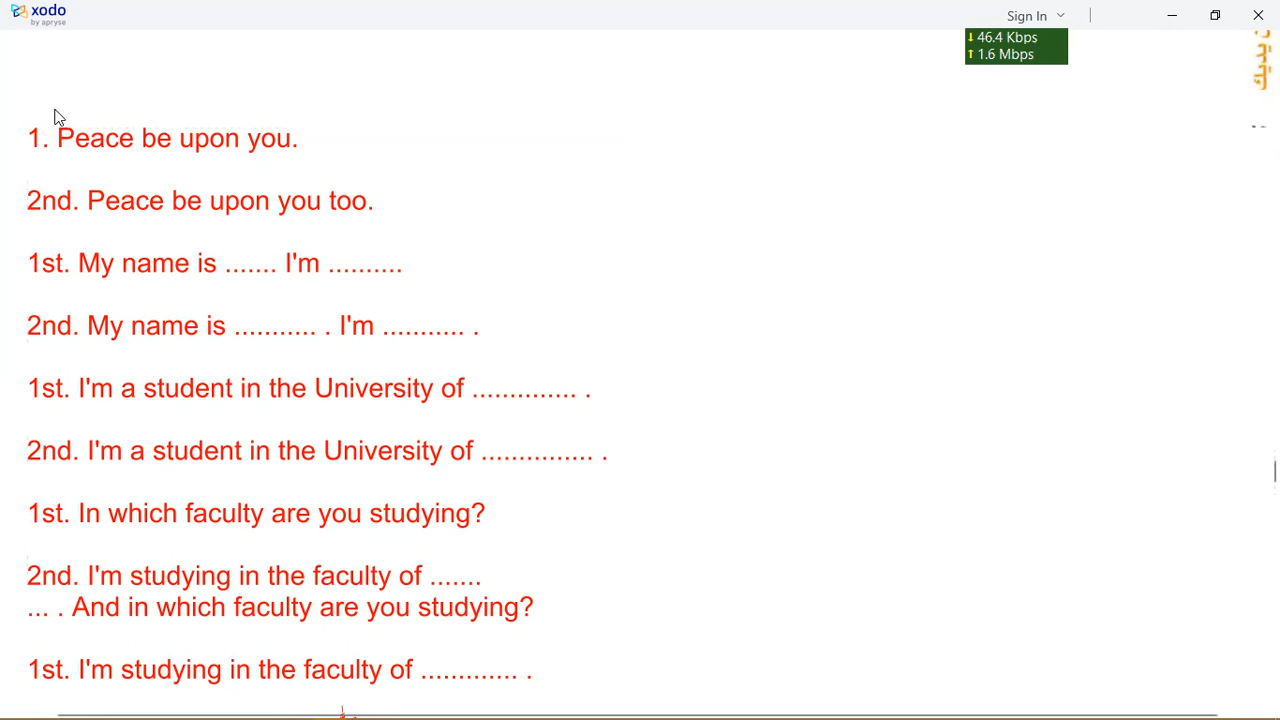 xodo
by apryse
Sign In
46.4 Kbps
1.6 Mbps
يديك
1. Peace be upon you.
2nd. Peace be upon you too.
1st. My name is ....... I'm ..........
2nd. My name is ........... . I'm ........... .
1st. I'm a student in the University of .............. .
2nd. I'm a student in the University of ............... .
1st. In which faculty are you studying?
2nd. I'm studying in the faculty of .......
... . And in which faculty are you studying?
1st. I'm studying in the faculty of ............. .